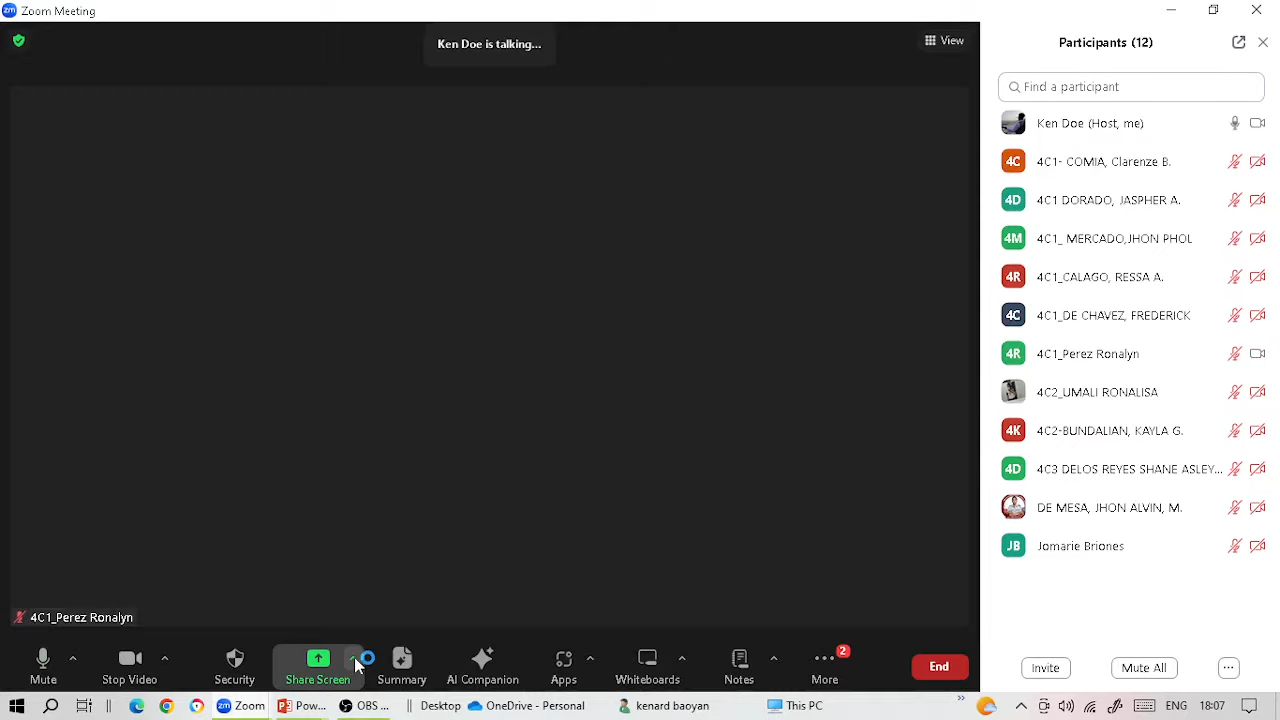 zm Zoom Meeting
Ken Doe is talking...
View
Participants (12)
Find a participant
Ken Doe (Host, me)
4C 4C1- COMIA, Clarenze B.
4D 4C1 DORADO, JASPHER A.
4M 4C1_ MERCADO,JHON PHOL
4R 4C1_CALAGO, RESSA A.
4C 4C1_DE CHAVEZ, FREDERICK
4R 4C1_Perez Ronalyn
4C2_UMALI RONALISA
4K 4C2-BUNDALIAN, KAYLA G.
4D 4C3 DELOS REYES SHANE ASLEY...
DE MESA, JHON ALVIN, M.
JB Jomarie Briones
4C1_Perez Ronalyn
2
Mute Stop Video Security Share Screen Summary AI Companion Apps Whiteboards Notes More End
Invite Mute All ...
zm Zoom Pow... OBS ... Desktop OneDrive - Personal kenard baoyan This PC ENG 18:07